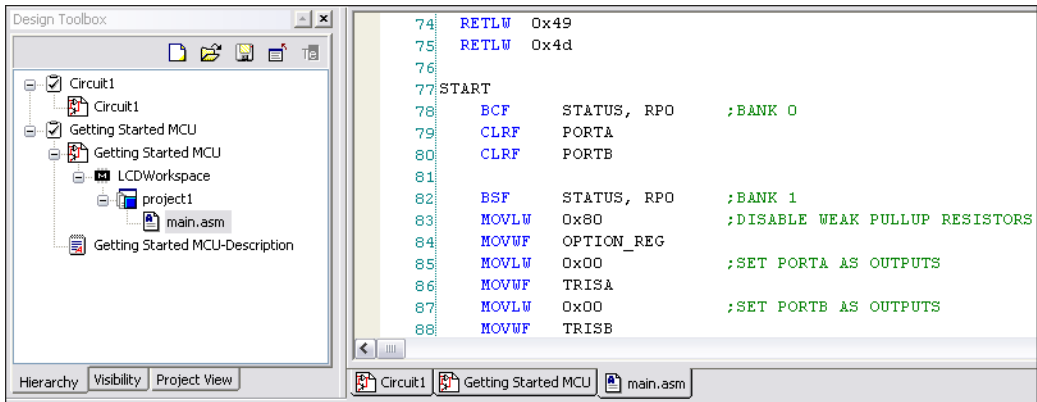 Design Toolbox
Circuit1
Circuit1
Getting Started MCU
Getting Started MCU
LCDWorkspace
project1
main.asm
Getting Started MCU-Description
Hierarchy Visibility Project View
74 RETLW 0x49
75 RETLW 0x4d
76
77 START
78 BCF STATUS, RP0 ;BANK 0
79 CLRF PORTA
80 CLRF PORTB
81
82 BSF STATUS, RP0 ;BANK 1
83 MOVLW 0x80 ;DISABLE WEAK PULLUP RESISTORS
84 MOVWF OPTION_REG
85 MOVLW 0x00 ;SET PORTA AS OUTPUTS
86 MOVWF TRISA
87 MOVLW 0x00 ;SET PORTB AS OUTPUTS
88 MOVWF TRISB
Circuit1 Getting Started MCU main.asm